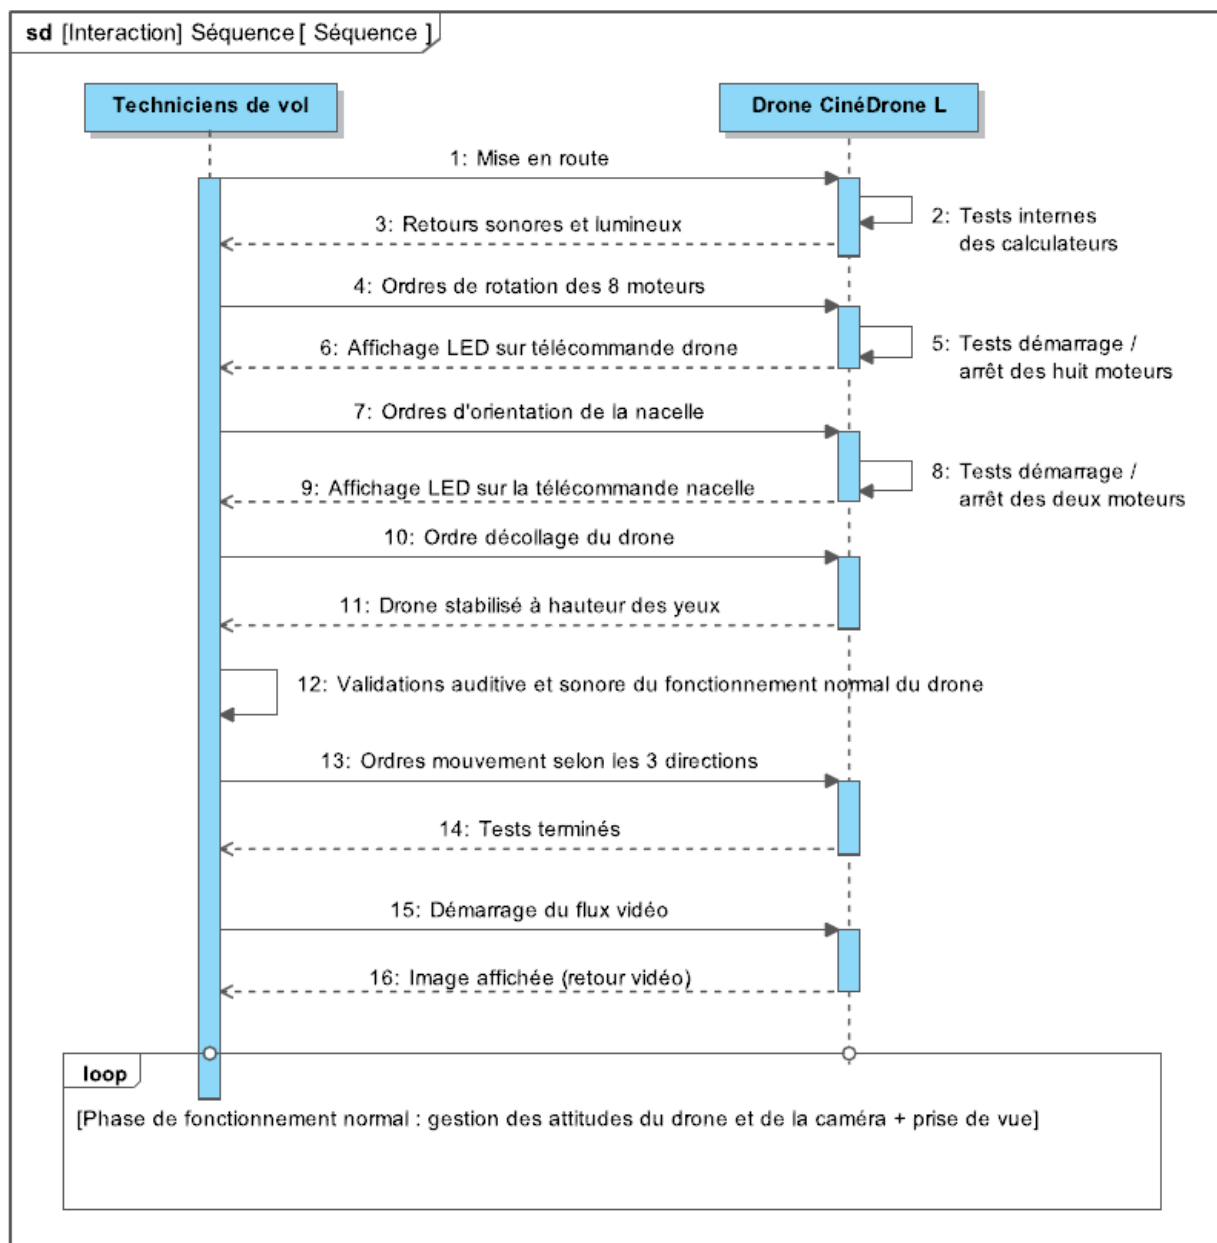 sd [Interaction] Séquence [ Séquence ]
Techniciens de vol
Drone CinéDrone L
1: Mise en route
2: Tests internes
des calculateurs
3: Retours sonores et lumineux
4: Ordres de rotation des 8 moteurs
5: Tests démarrage /
arrêt des huit moteurs
6: Affichage LED sur télécommande drone
7: Ordres d'orientation de la nacelle
8: Tests démarrage /
arrêt des deux moteurs
9: Affichage LED sur la télécommande nacelle
10: Ordre décollage du drone
11: Drone stabilisé à hauteur des yeux
12: Validations auditive et sonore du fonctionnement normal du drone
13: Ordres mouvement selon les 3 directions
14: Tests terminés
15: Démarrage du flux vidéo
16: Image affichée (retour vidéo)
loop
[Phase de fonctionnement normal : gestion des attitudes du drone et de la caméra + prise de vue]